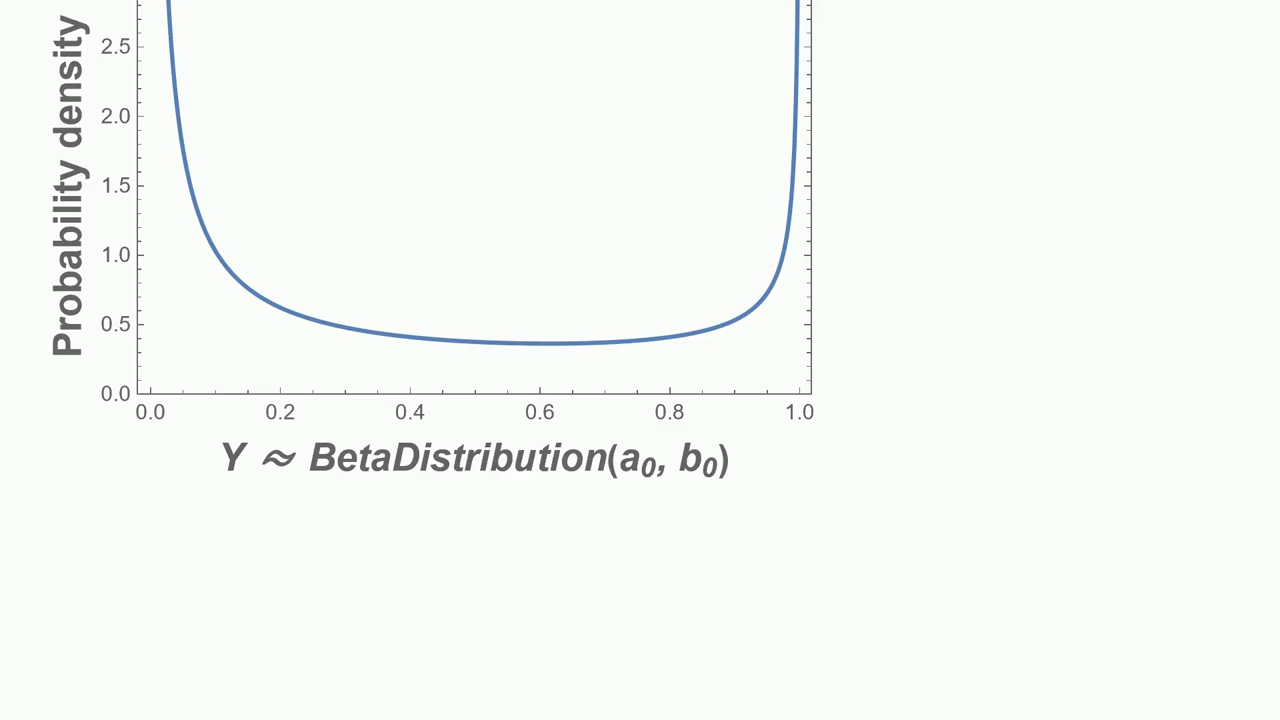 Probability density
2.5
2.0
1.5
1.0
0.5
0.0
0.0 0.2 0.4 0.6 0.8 1.0
Y ≈ BetaDistribution(a₀, b₀)